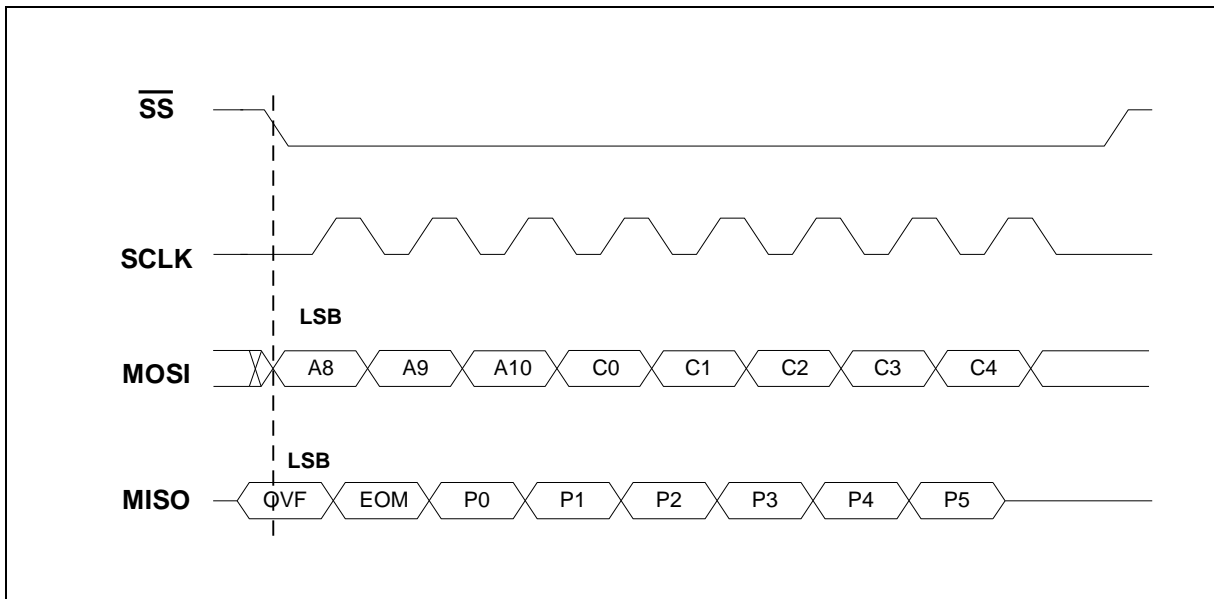 SS
SCLK
LSB
MOSI A8 A9 A10 C0 C1 C2 C3 C4
LSB
MISO OVF EOM P0 P1 P2 P3 P4 P5